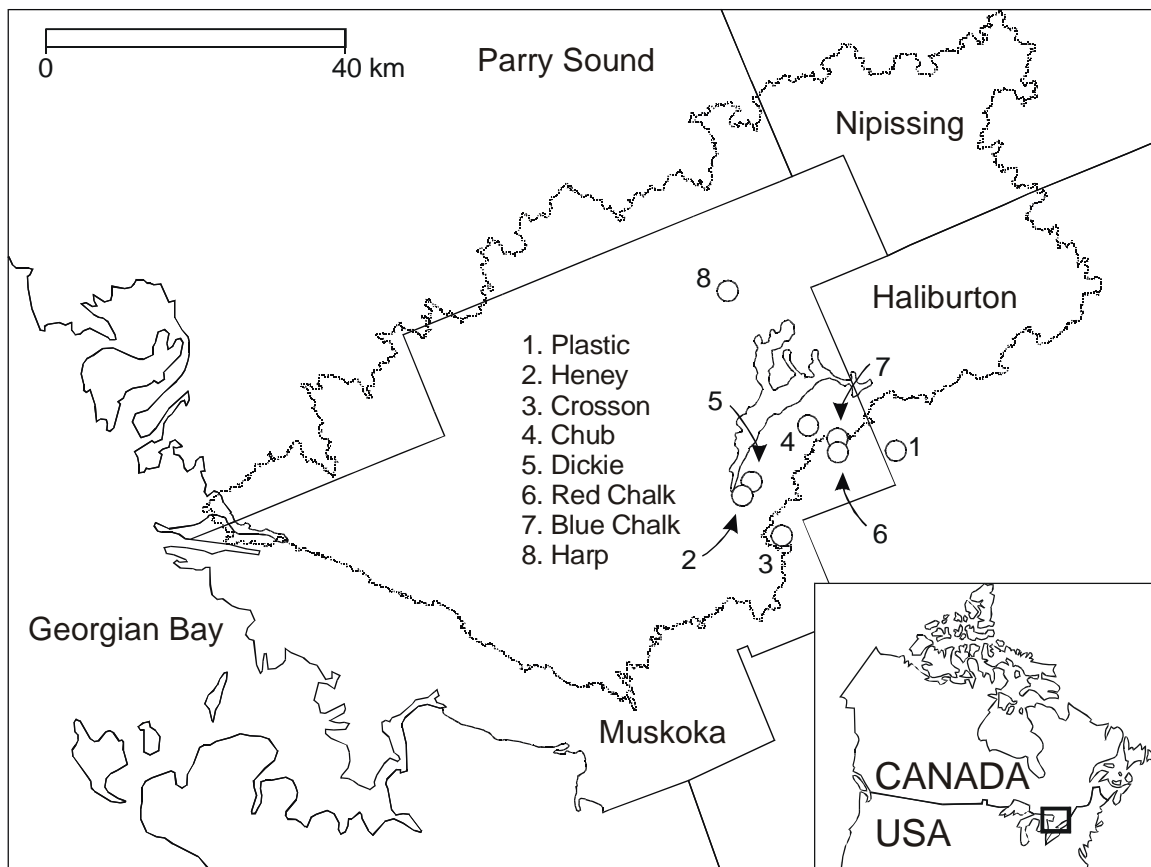 0 40 km
Parry Sound
Nipissing
Haliburton
8
1. Plastic
2. Heney
3. Crosson
4. Chub
5. Dickie
6. Red Chalk
7. Blue Chalk
8. Harp
7
5
4
1
6
2
3
Georgian Bay
Muskoka
CANADA
USA